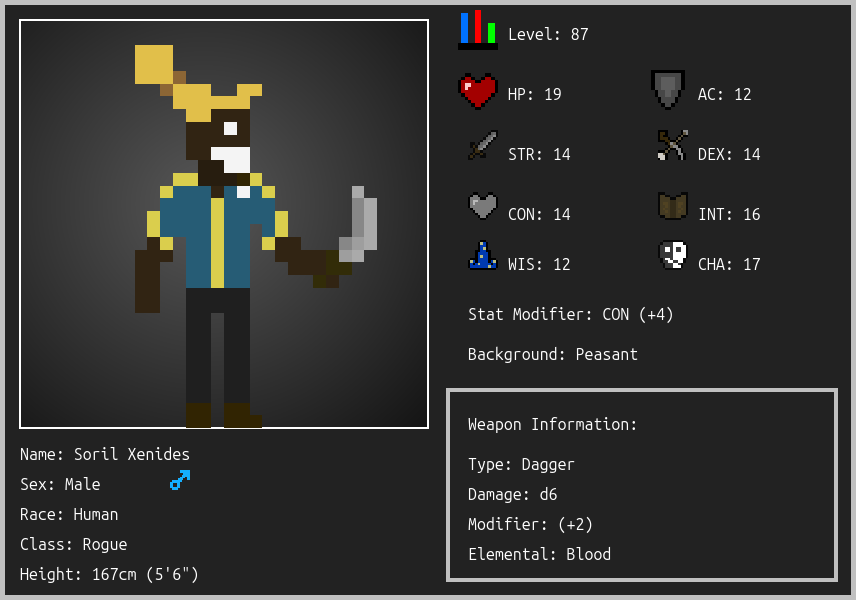 Level: 87
HP: 19
AC: 12
STR: 14
DEX: 14
CON: 14
INT: 16
WIS: 12
CHA: 17
Stat Modifier: CON (+4)
Background: Peasant
Weapon Information:
Type: Dagger
Damage: d6
Modifier: (+2)
Elemental: Blood
Name: Soril Xenides
Sex: Male
Race: Human
Class: Rogue
Height: 167cm (5'6")